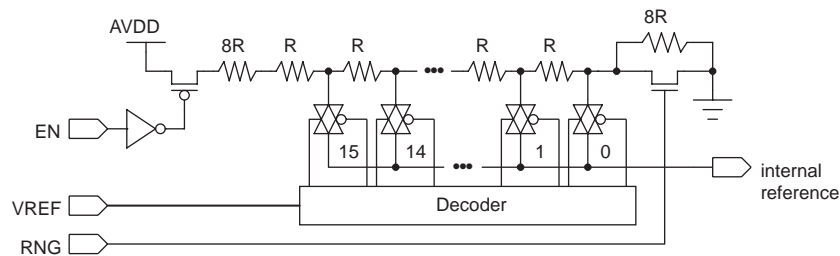 8R
AVDD
8R R R R R
EN
15 14 1 0
internal
reference
VREF
Decoder
RNG